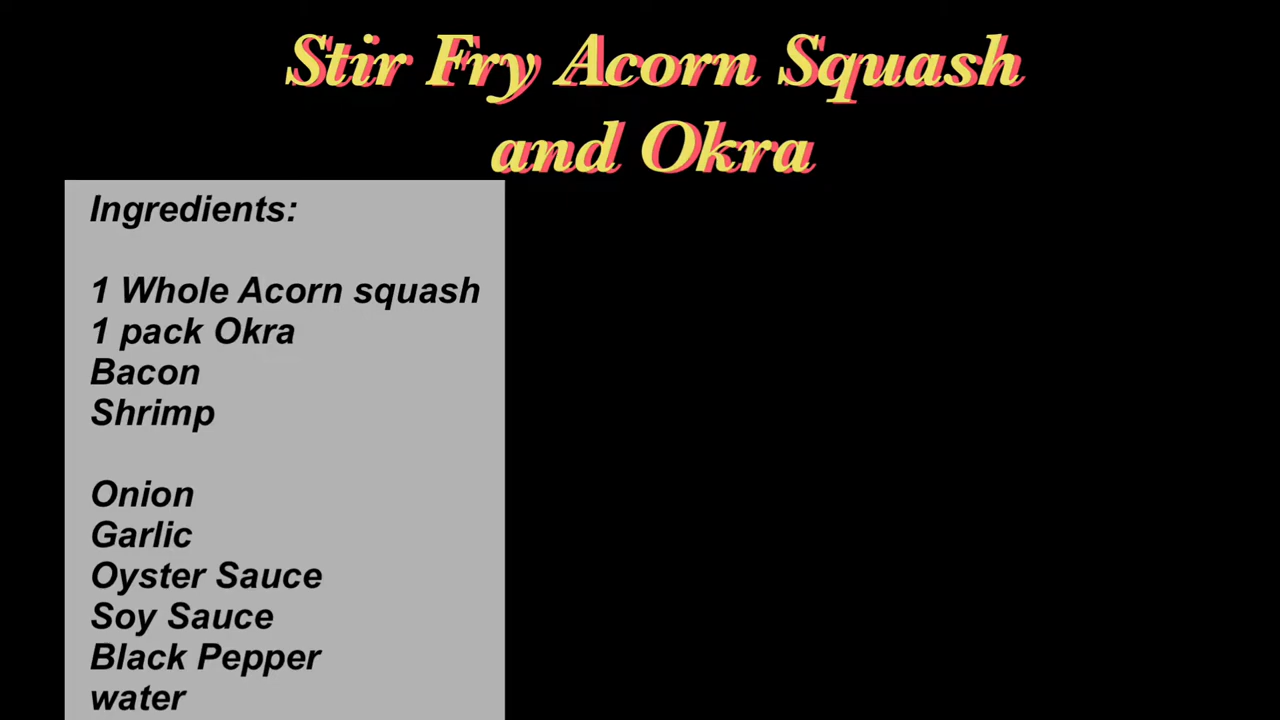 Stir Fry Acorn Squash
and Okra
Ingredients:
1 Whole Acorn squash
1 pack Okra
Bacon
Shrimp
Onion
Garlic
Oyster Sauce
Soy Sauce
Black Pepper
water